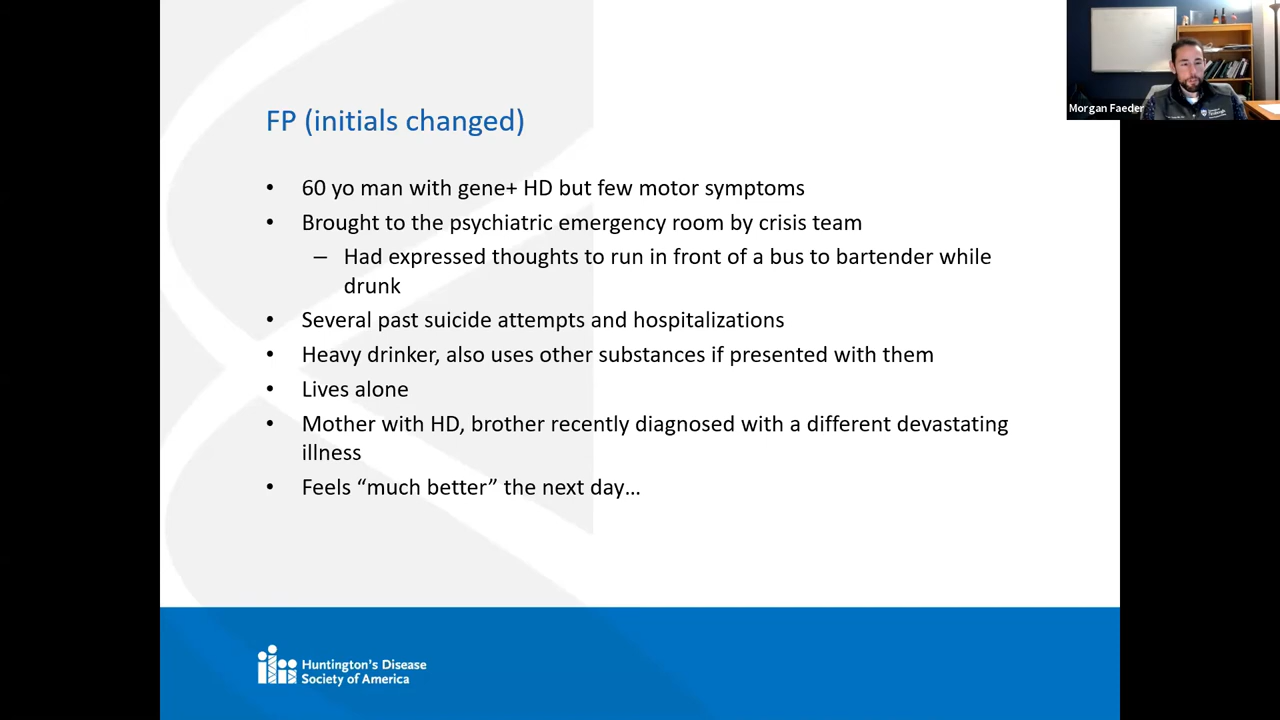 Morgan Faeder
FP (initials changed)
• 60 yo man with gene+ HD but few motor symptoms
• Brought to the psychiatric emergency room by crisis team
– Had expressed thoughts to run in front of a bus to bartender while
drunk
• Several past suicide attempts and hospitalizations
• Heavy drinker, also uses other substances if presented with them
• Lives alone
• Mother with HD, brother recently diagnosed with a different devastating
illness
• Feels “much better” the next day…
Huntington's Disease
Society of America